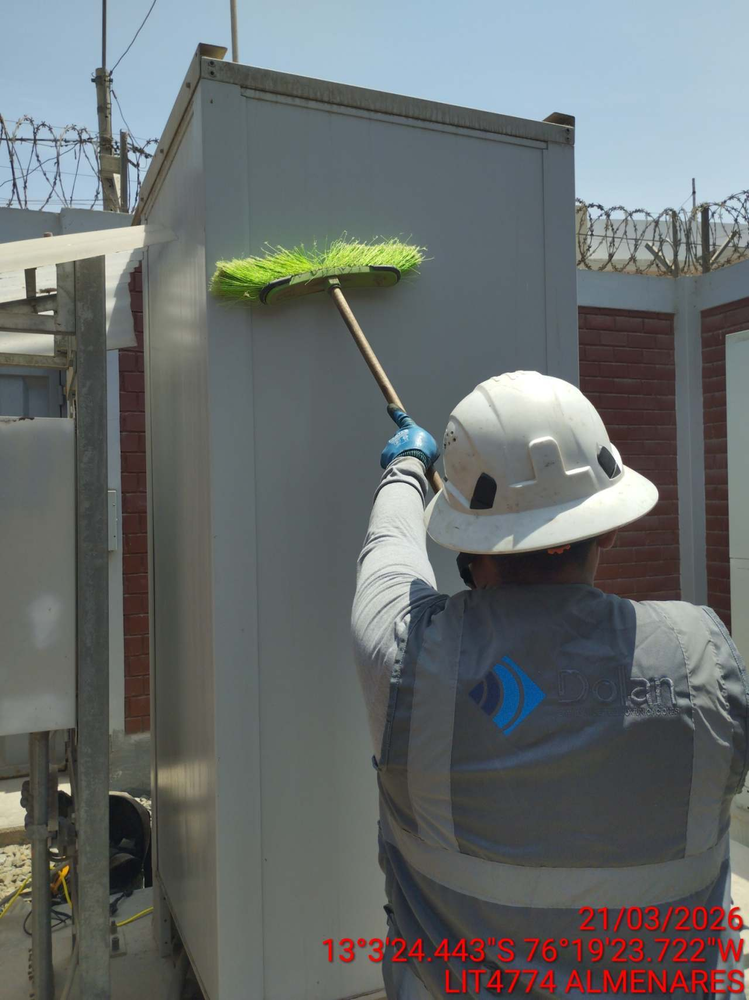 Dolan
21/03/2026
13°3'24.443"S 76°19'23.722"W
LIT4774 ALMENARES